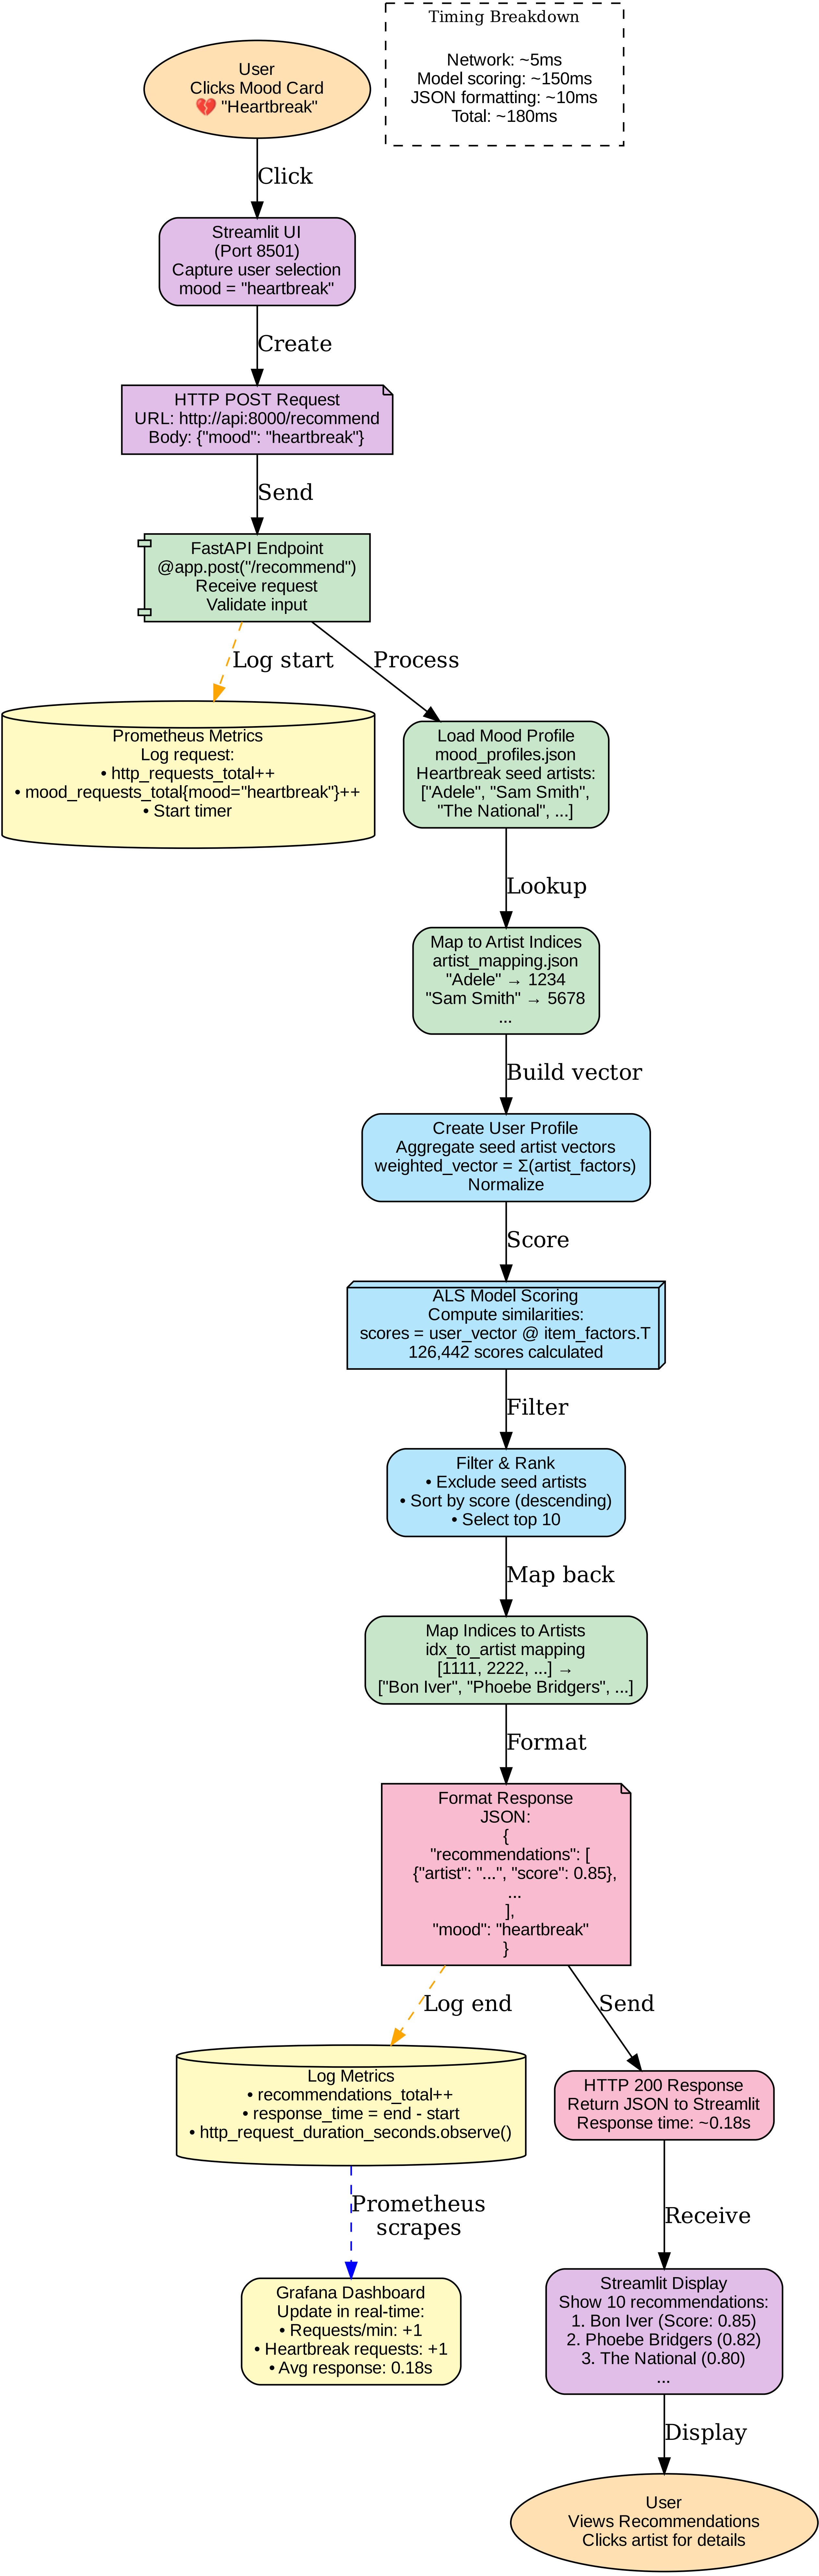 Timing Breakdown
Network: ~5ms
Model scoring: ~150ms
JSON formatting: ~10ms
Total: ~180ms
User
Clicks Mood Card
💔 "Heartbreak"
Click
Streamlit UI
(Port 8501)
Capture user selection
mood = "heartbreak"
Create
HTTP POST Request
URL: http://api:8000/recommend
Body: {"mood": "heartbreak"}
Send
FastAPI Endpoint
@app.post("/recommend")
Receive request
Validate input
Log start
Process
Prometheus Metrics
Log request:
• http_requests_total++
• mood_requests_total{mood="heartbreak"}++
• Start timer
Load Mood Profile
mood_profiles.json
Heartbreak seed artists:
["Adele", "Sam Smith",
"The National", ...]
Lookup
Map to Artist Indices
artist_mapping.json
"Adele" → 1234
"Sam Smith" → 5678
...
Build vector
Create User Profile
Aggregate seed artist vectors
weighted_vector = Σ(artist_factors)
Normalize
Score
ALS Model Scoring
Compute similarities:
scores = user_vector @ item_factors.T
126,442 scores calculated
Filter
Filter & Rank
• Exclude seed artists
• Sort by score (descending)
• Select top 10
Map back
Map Indices to Artists
idx_to_artist mapping
[1111, 2222, ...] →
["Bon Iver", "Phoebe Bridgers", ...]
Format
Format Response
JSON:
{
"recommendations": [
{"artist": "...", "score": 0.85},
...
],
"mood": "heartbreak"
}
Log end
Send
Log Metrics
• recommendations_total++
• response_time = end - start
• http_request_duration_seconds.observe()
HTTP 200 Response
Return JSON to Streamlit
Response time: ~0.18s
Prometheus
scrapes
Receive
Grafana Dashboard
Update in real-time:
• Requests/min: +1
• Heartbreak requests: +1
• Avg response: 0.18s
Streamlit Display
Show 10 recommendations:
1. Bon Iver (Score: 0.85)
2. Phoebe Bridgers (0.82)
3. The National (0.80)
...
Display
User
Views Recommendations
Clicks artist for details